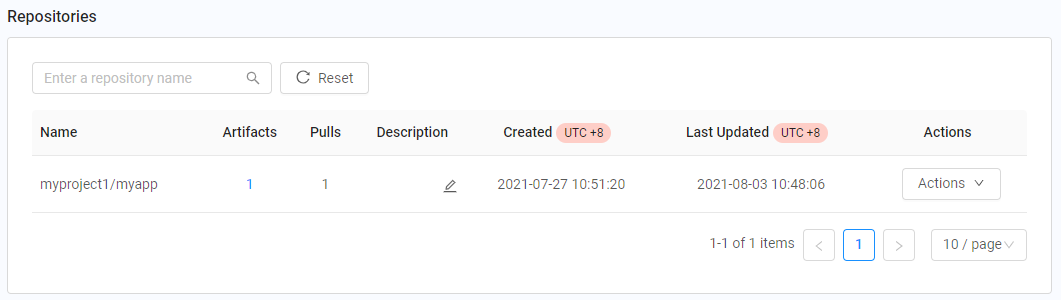 Repositories
Enter a repository name Reset
Name Artifacts Pulls Description Created UTC +8 Last Updated UTC +8 Actions
myproject1/myapp 1 1 2021-07-27 10:51:20 2021-08-03 10:48:06 Actions
1-1 of 1 items 1 10 / page